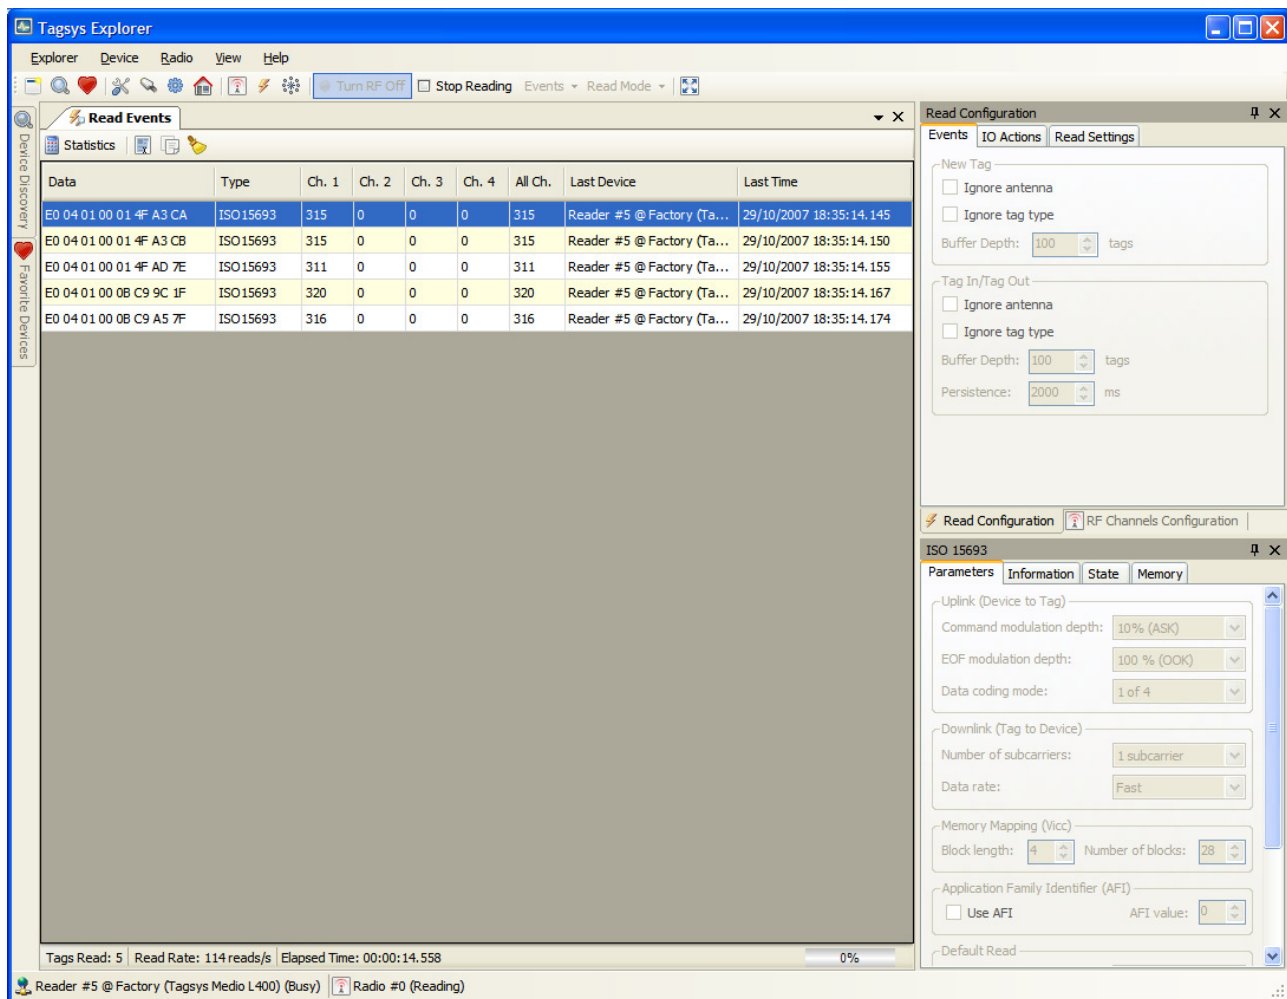 Tagsys Explorer
Explorer Device Radio View Help
Turn RF Off Stop Reading Events Read Mode
Device Discovery
Favorite Devices
Read Events
Statistics
Data Type Ch. 1 Ch. 2 Ch. 3 Ch. 4 All Ch. Last Device Last Time
E0 04 01 00 01 4F A3 CA ISO15693 315 0 0 0 315 Reader #5 @ Factory (Ta... 29/10/2007 18:35:14.145
E0 04 01 00 01 4F A3 CB ISO15693 315 0 0 0 315 Reader #5 @ Factory (Ta... 29/10/2007 18:35:14.150
E0 04 01 00 01 4F AD 7E ISO15693 311 0 0 0 311 Reader #5 @ Factory (Ta... 29/10/2007 18:35:14.155
E0 04 01 00 0B C9 9C 1F ISO15693 320 0 0 0 320 Reader #5 @ Factory (Ta... 29/10/2007 18:35:14.167
E0 04 01 00 0B C9 A5 7F ISO15693 316 0 0 0 316 Reader #5 @ Factory (Ta... 29/10/2007 18:35:14.174
Tags Read: 5 Read Rate: 114 reads/s Elapsed Time: 00:00:14.558 0%
Read Configuration
Events IO Actions Read Settings
New Tag
Ignore antenna
Ignore tag type
Buffer Depth: 100 tags
Tag In/Tag Out
Ignore antenna
Ignore tag type
Buffer Depth: 100 tags
Persistence: 2000 ms
Read Configuration RF Channels Configuration
ISO 15693
Parameters Information State Memory
Uplink (Device to Tag)
Command modulation depth: 10% (ASK)
EOF modulation depth: 100 % (OOK)
Data coding mode: 1 of 4
Downlink (Tag to Device)
Number of subcarriers: 1 subcarrier
Data rate: Fast
Memory Mapping (Vicc)
Block length: 4 Number of blocks: 28
Application Family Identifier (AFI)
Use AFI AFI value: 0
Default Read
Reader #5 @ Factory (Tagsys Medio L400) (Busy) Radio #0 (Reading)